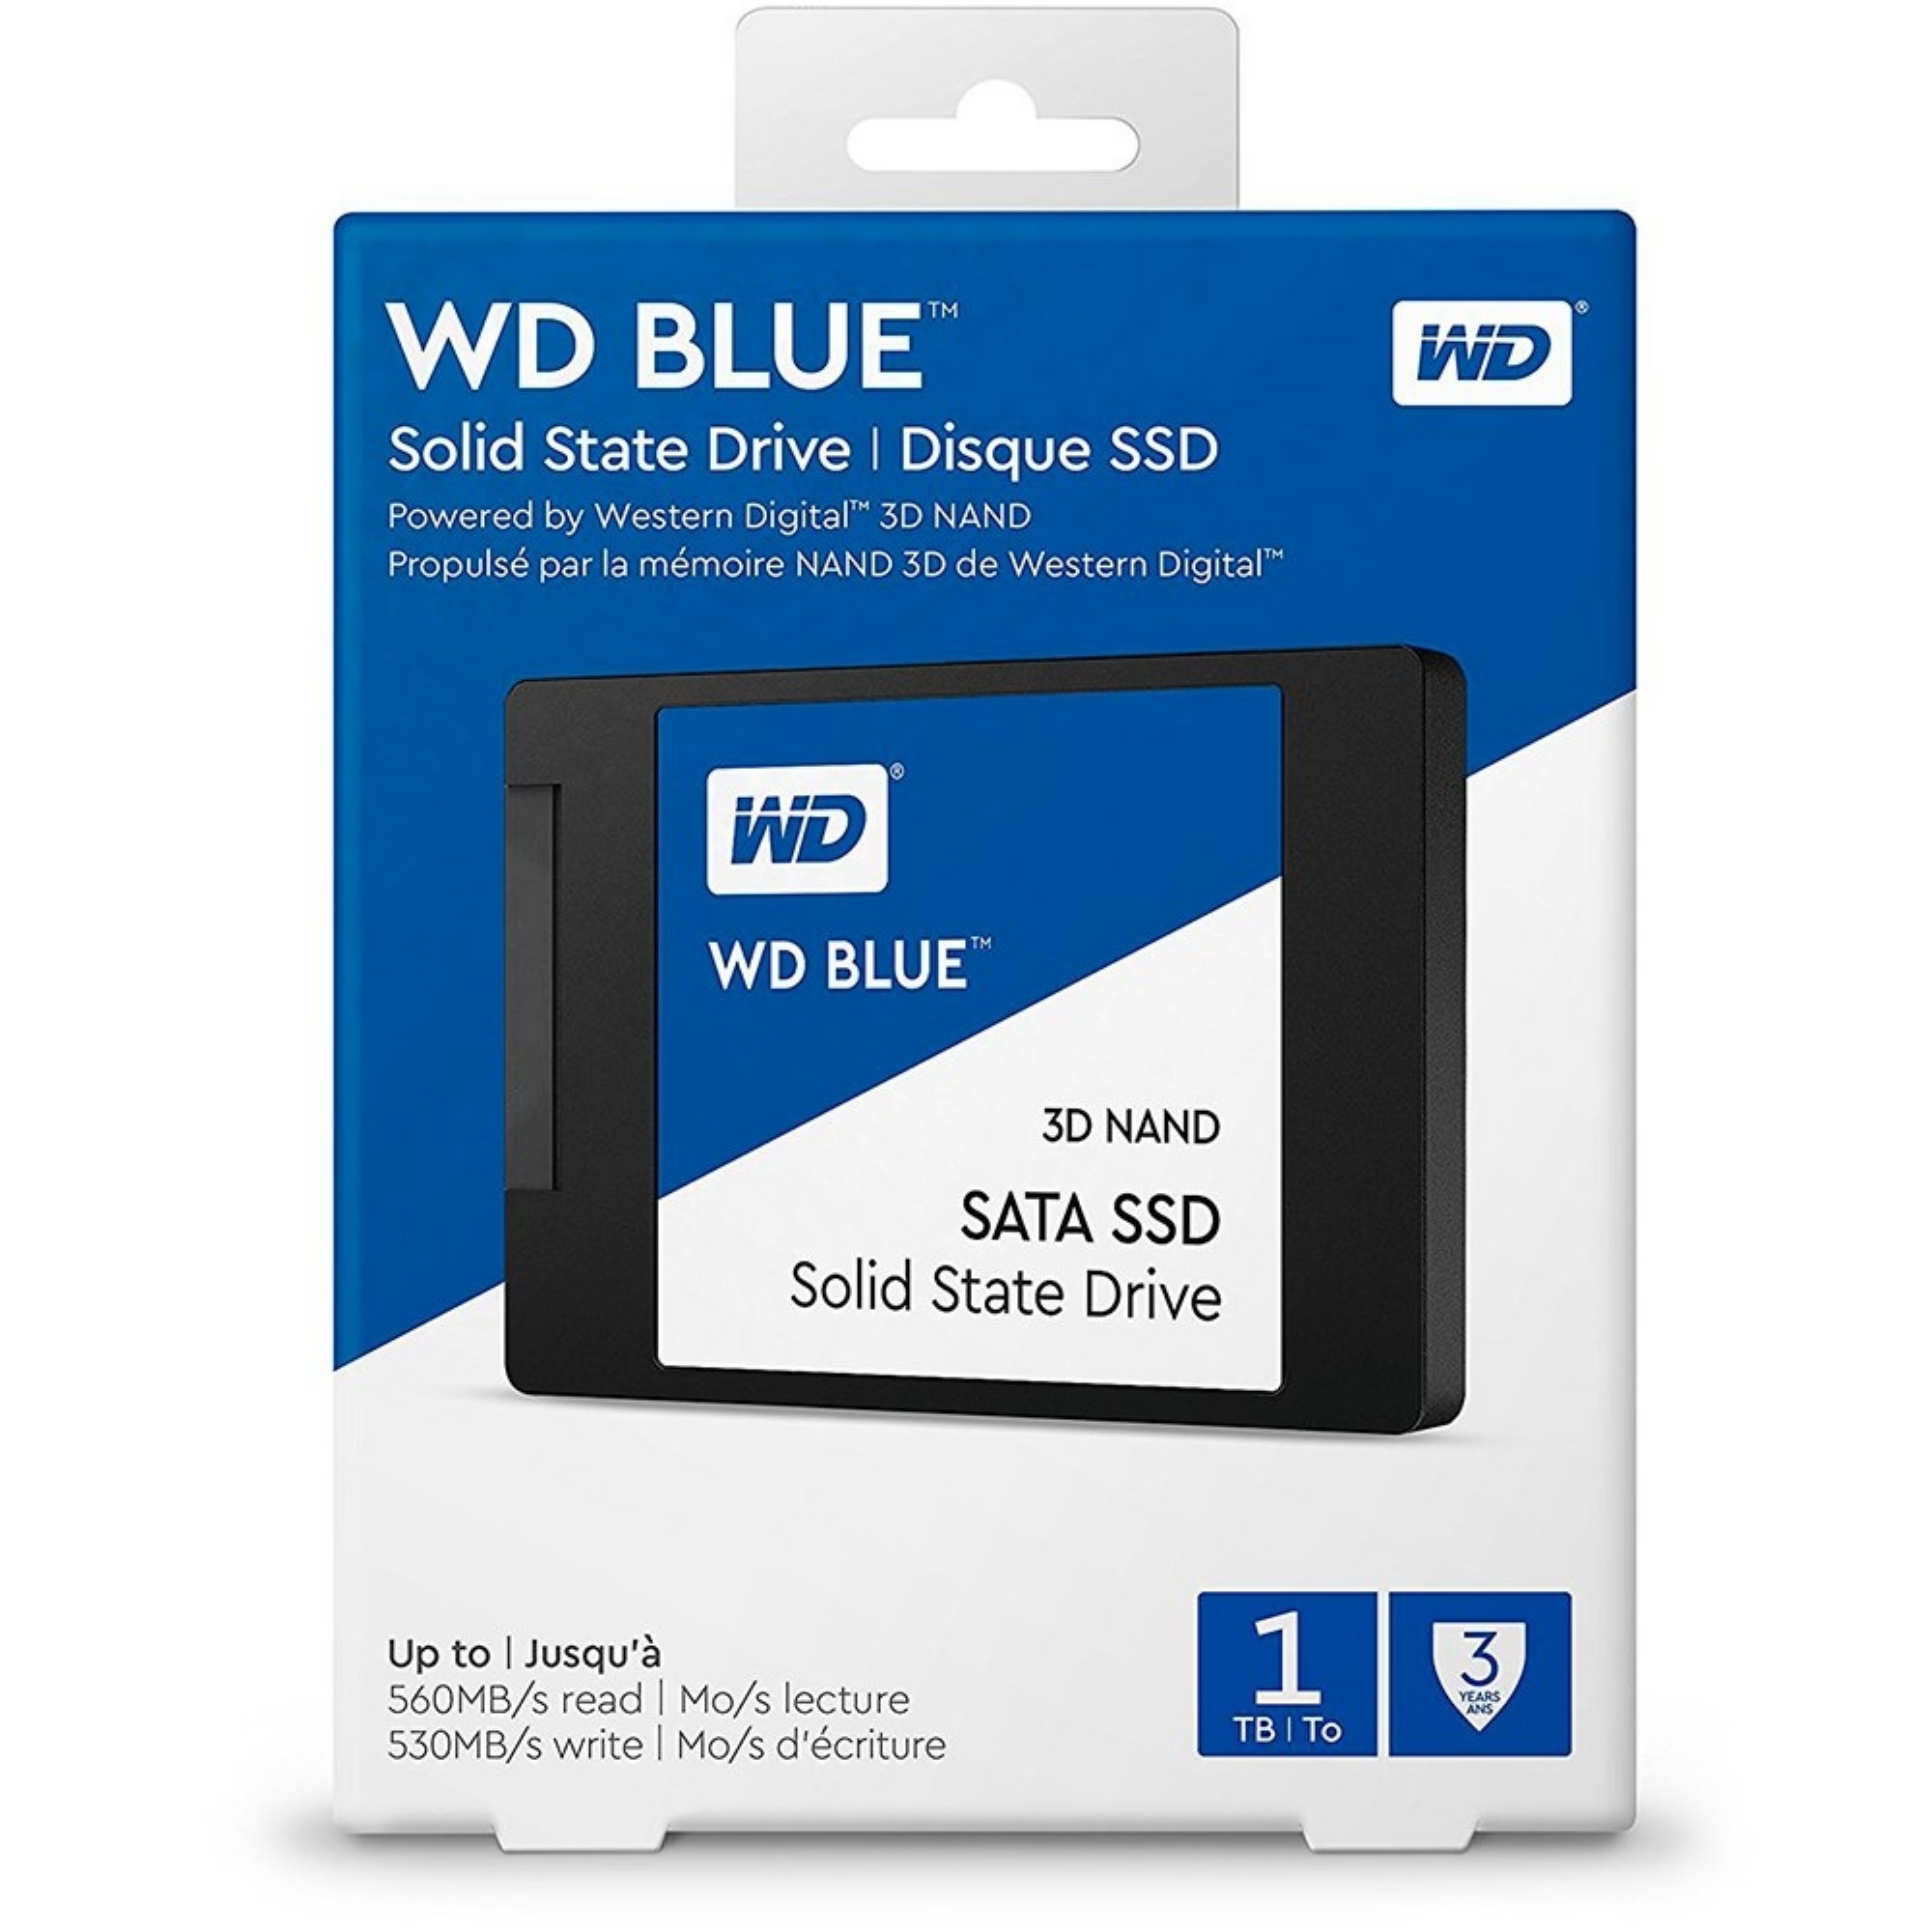 WD BLUE™
WD®
Solid State Drive | Disque SSD
Powered by Western Digital™ 3D NAND
Propulsé par la mémoire NAND 3D de Western Digital™
WD®
WD BLUE™
3D NAND
SATA SSD
Solid State Drive
Up to | Jusqu'à
560MB/s read | Mo/s lecture
530MB/s write | Mo/s d'écriture
1
TB | To
3
YEARS
ANS